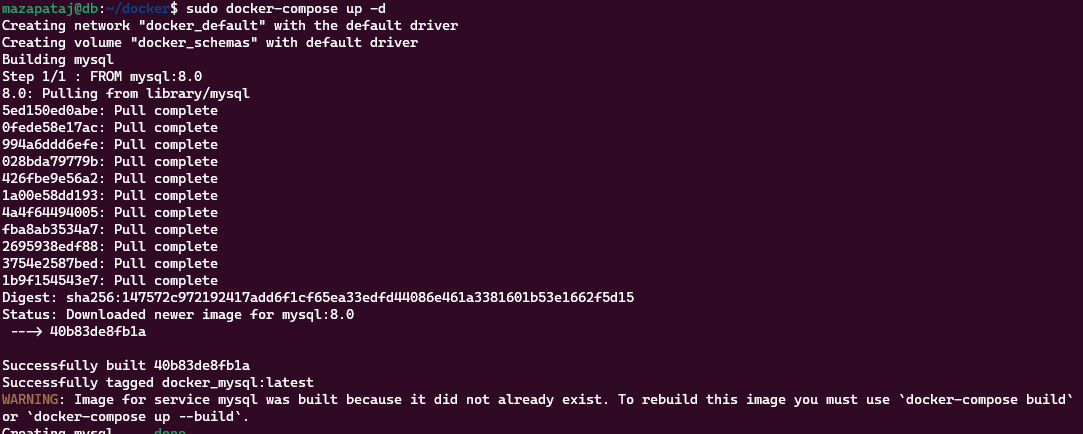 mazapataj@db:~/docker$ sudo docker-compose up -d
Creating network "docker_default" with the default driver
Creating volume "docker_schemas" with default driver
Building mysql
Step 1/1 : FROM mysql:8.0
8.0: Pulling from library/mysql
5ed150ed0abe: Pull complete
0fede58e17ac: Pull complete
994a6ddd6efe: Pull complete
028bda79779b: Pull complete
426fbe9e56a2: Pull complete
1a00e58dd193: Pull complete
4a4f64494005: Pull complete
fba8ab3534a7: Pull complete
2695938edf88: Pull complete
3754e2587bed: Pull complete
1b9f154543e7: Pull complete
Digest: sha256:147572c972192417add6f1cf65ea33edfd44086e461a3381601b53e1662f5d15
Status: Downloaded newer image for mysql:8.0
 ---> 40b83de8fb1a
Successfully built 40b83de8fb1a
Successfully tagged docker_mysql:latest
WARNING: Image for service mysql was built because it did not already exist. To rebuild this image you must use `docker-compose build`
or `docker-compose up --build`.
Creating mysql ... done